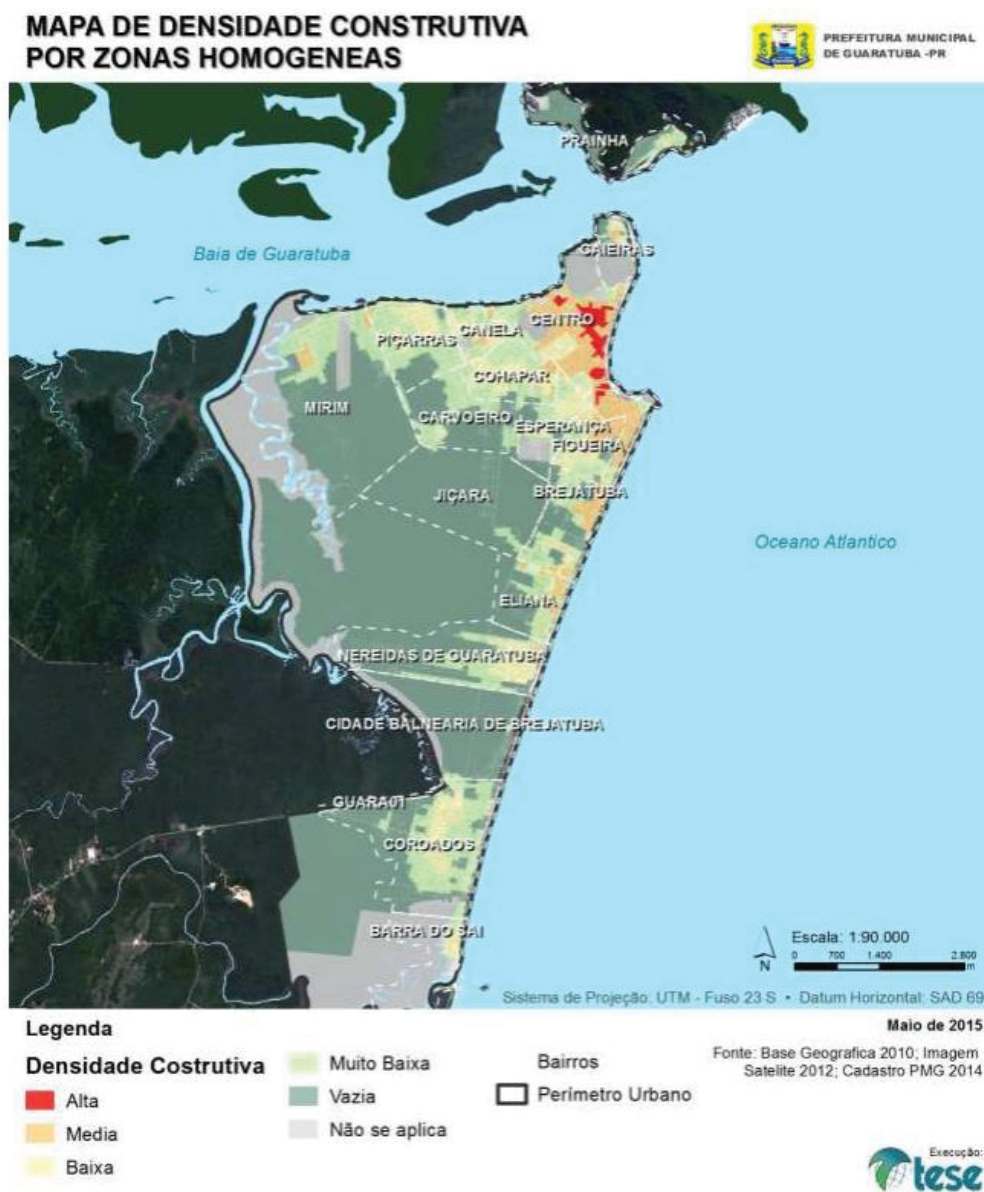 MAPA DE DENSIDADE CONSTRUTIVA
POR ZONAS HOMOGENEAS
PREFEITURA MUNICIPAL
DE GUARATUBA -PR
PRAINHA
Baia de Guaratuba
CAIEIRAS
CENTRO
CANELA
PIÇARRAS
COHAPAR
MIRIM
CARVOEIRO
ESPERANÇA
FIGUEIRA
JIÇARA
BREJATUBA
Oceano Atlantico
ELIANA
NEREIDAS DE GUARATUBA
CIDADE BALNEARIA DE BREJATUBA
GUARA01
COROADOS
BARRA DO SAI
Escala: 1:90.000
0 700 1.400 2.800
m
N
Sistema de Projeção: UTM - Fuso 23 S • Datum Horizontal: SAD 69
Legenda
Densidade Costrutiva
Alta
Media
Baixa
Muito Baixa
Vazia
Não se aplica
Bairros
Perímetro Urbano
Maio de 2015
Fonte: Base Geografica 2010; Imagem
Satelite 2012; Cadastro PMG 2014
Execução:
tese